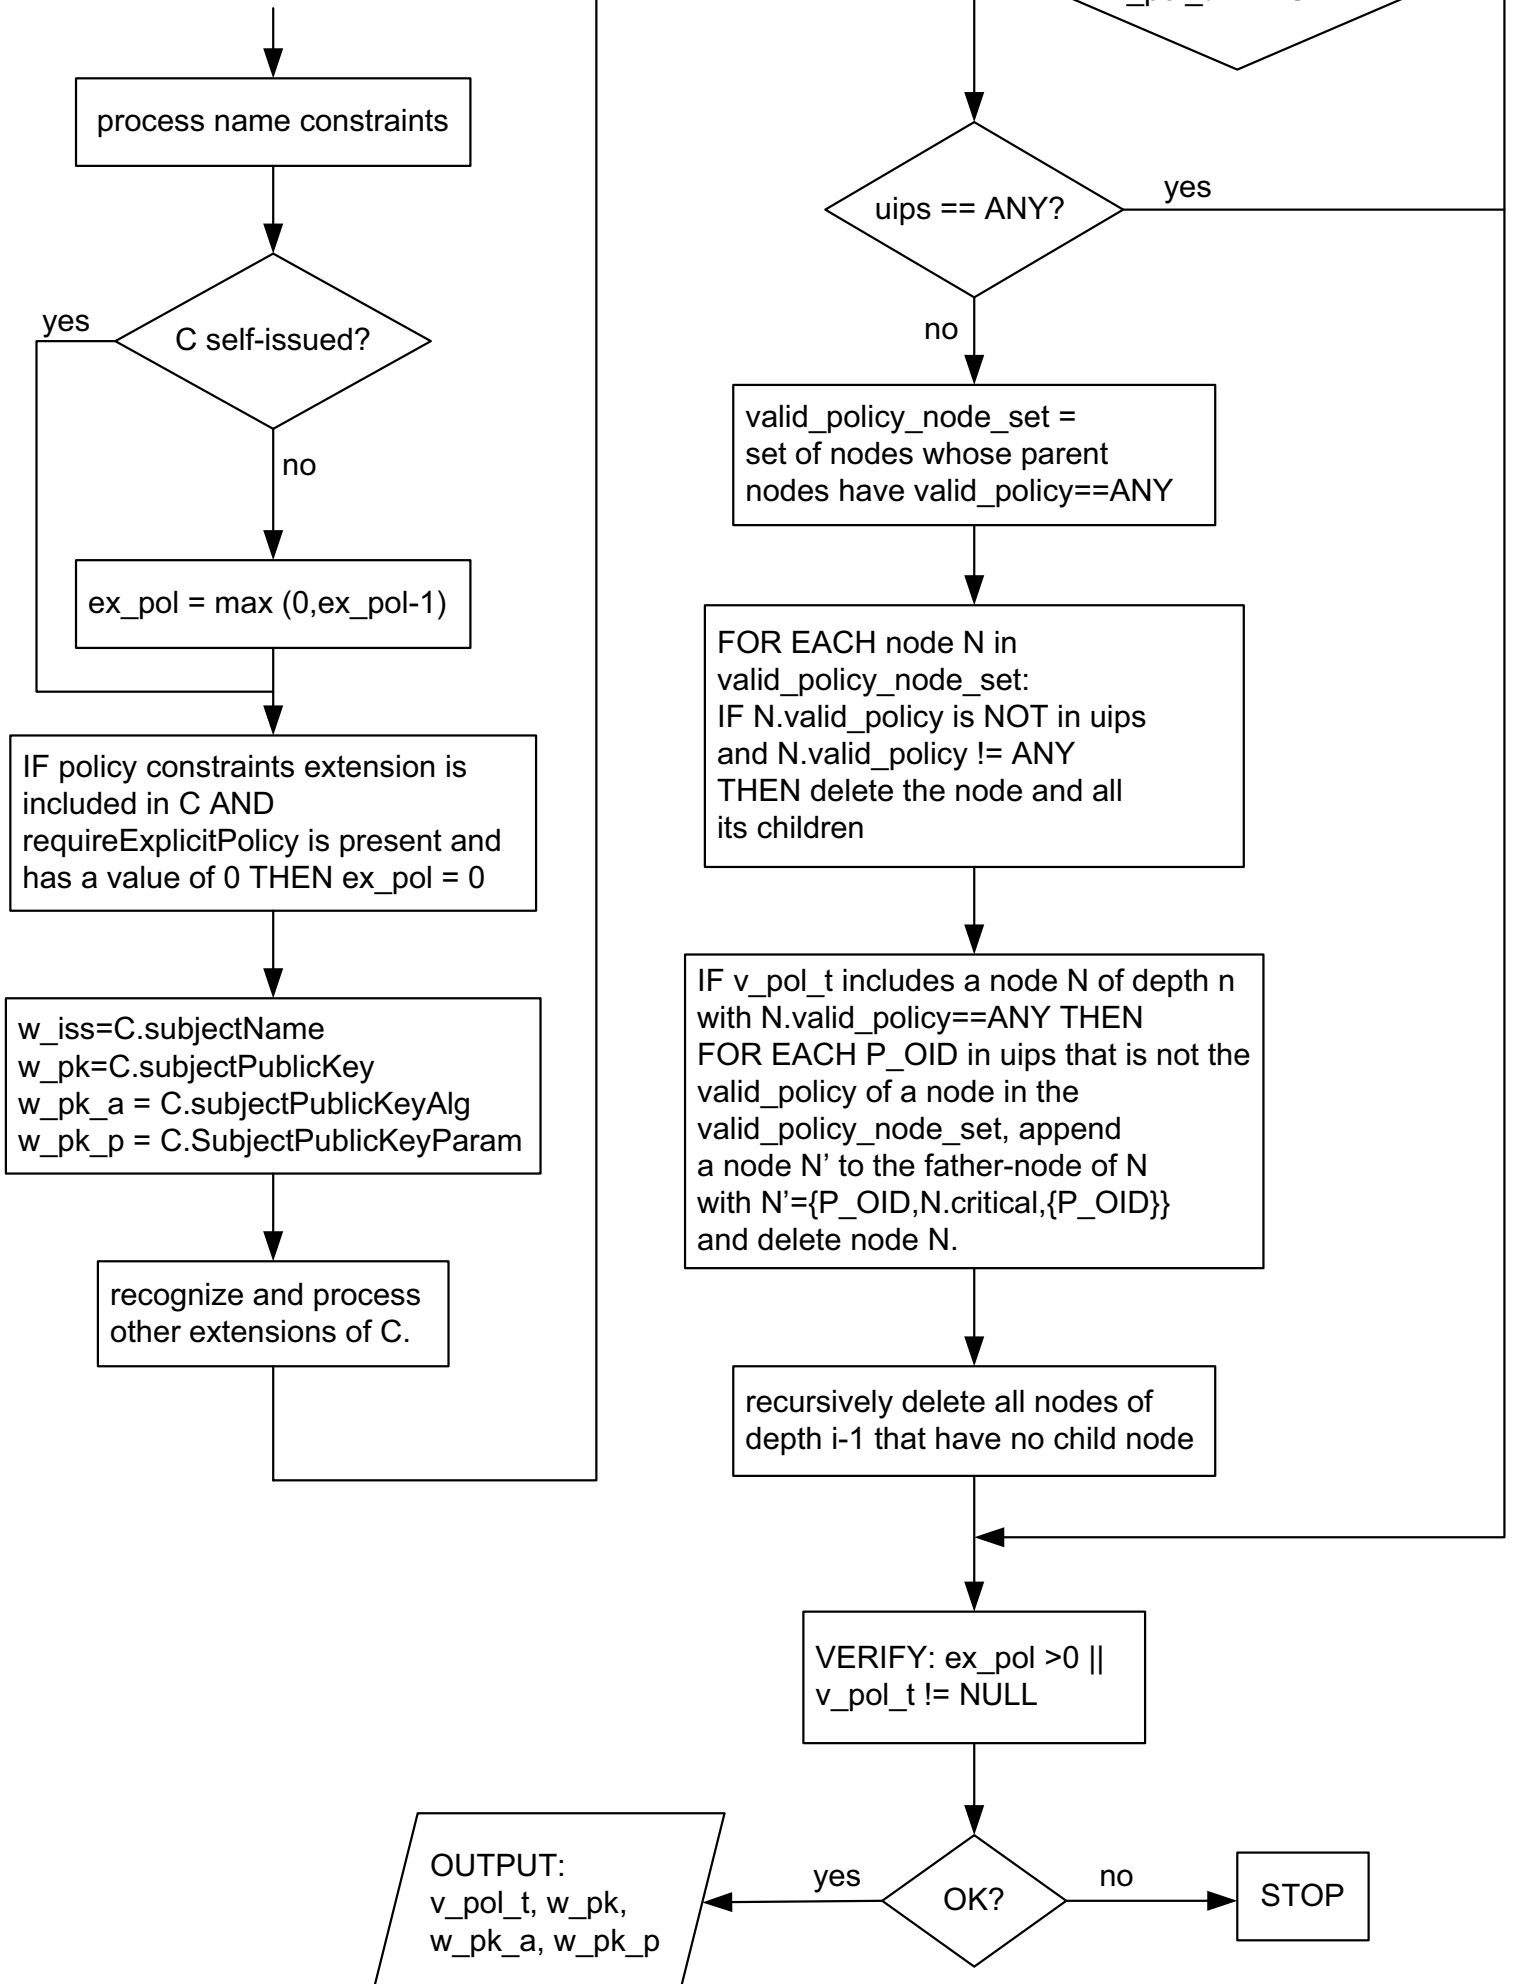 process name constraints
C self-issued?
yes
no
ex_pol = max (0,ex_pol-1)
IF policy constraints extension is
included in C AND
requireExplicitPolicy is present and
has a value of 0 THEN ex_pol = 0
w_iss=C.subjectName
w_pk=C.subjectPublicKey
w_pk_a = C.subjectPublicKeyAlg
w_pk_p = C.SubjectPublicKeyParam
recognize and process
other extensions of C.
uips == ANY?
yes
no
valid_policy_node_set =
set of nodes whose parent
nodes have valid_policy==ANY
FOR EACH node N in
valid_policy_node_set:
IF N.valid_policy is NOT in uips
and N.valid_policy != ANY
THEN delete the node and all
its children
IF v_pol_t includes a node N of depth n
with N.valid_policy==ANY THEN
FOR EACH P_OID in uips that is not the
valid_policy of a node in the
valid_policy_node_set, append
a node N’ to the father-node of N
with N’={P_OID,N.critical,{P_OID}}
and delete node N.
recursively delete all nodes of
depth i-1 that have no child node
VERIFY: ex_pol >0 ||
v_pol_t != NULL
OK?
yes
no
STOP
OUTPUT:
v_pol_t, w_pk,
w_pk_a, w_pk_p